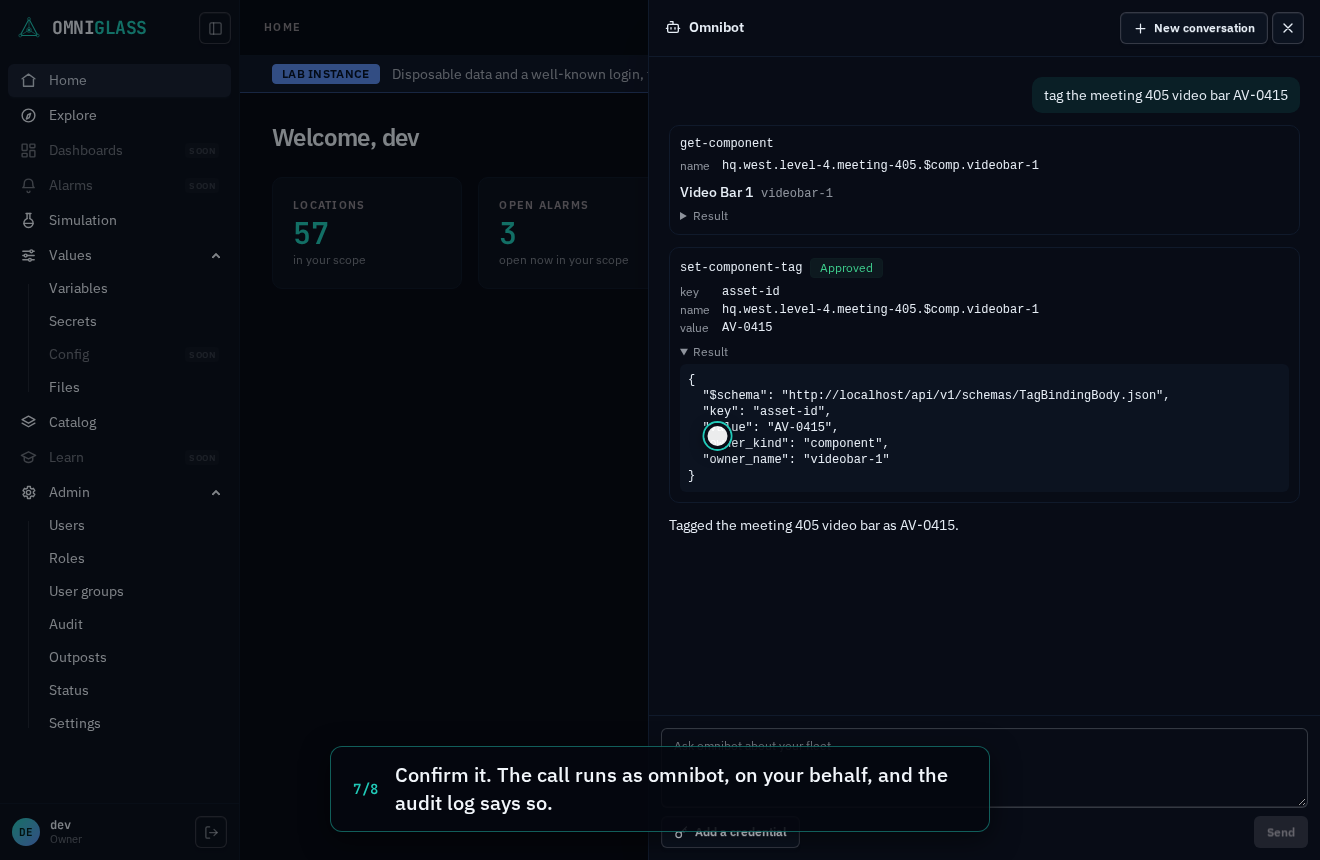 OMNIGLASS
Home
Explore
Dashboards SOON
Alarms SOON
Simulation
Values
Variables
Secrets
Config SOON
Files
Catalog
Learn SOON
Admin
Users
Roles
User groups
Audit
Outposts
Status
Settings
DE dev
Owner
HOME
LAB INSTANCE Disposable data and a well-known login,
Welcome, dev
LOCATIONS
57
in your scope
OPEN ALARMS
3
open now in your scope
Omnibot
New conversation
tag the meeting 405 video bar AV-0415
get-component
name hq.west.level-4.meeting-405.$comp.videobar-1
Video Bar 1 videobar-1
Result
set-component-tag Approved
key asset-id
name hq.west.level-4.meeting-405.$comp.videobar-1
value AV-0415
Result
{
"$schema": "http://localhost/api/v1/schemas/TagBindingBody.json",
"key": "asset-id",
"AV-0415",
"component",
"owner_name": "videobar-1"
}
Tagged the meeting 405 video bar as AV-0415.
Ask omnibot about your fleet
7/8 Confirm it. The call runs as omnibot, on your behalf, and the
audit log says so.
Add a credential
Send